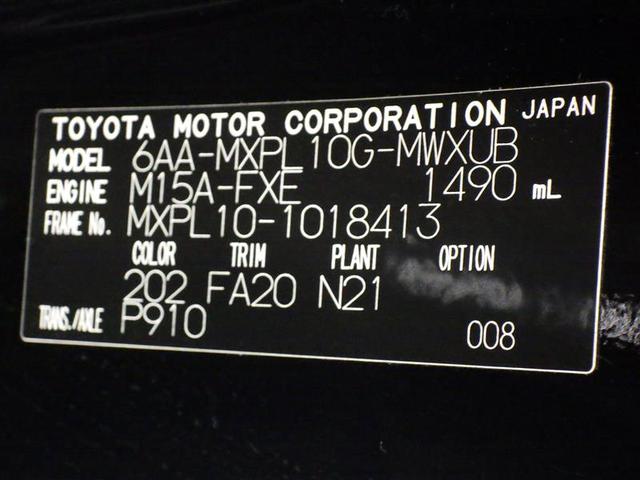 TOYOTA MOTOR CORPORATION JAPAN
MODEL 6AA-MXPL10G-MWXUB
ENGINE M15A-FXE 1490 mL
FRAME No. MXPL10-1018413
COLOR TRIM PLANT OPTION
202 FA20 N21
TRANS./AXLE P910 008